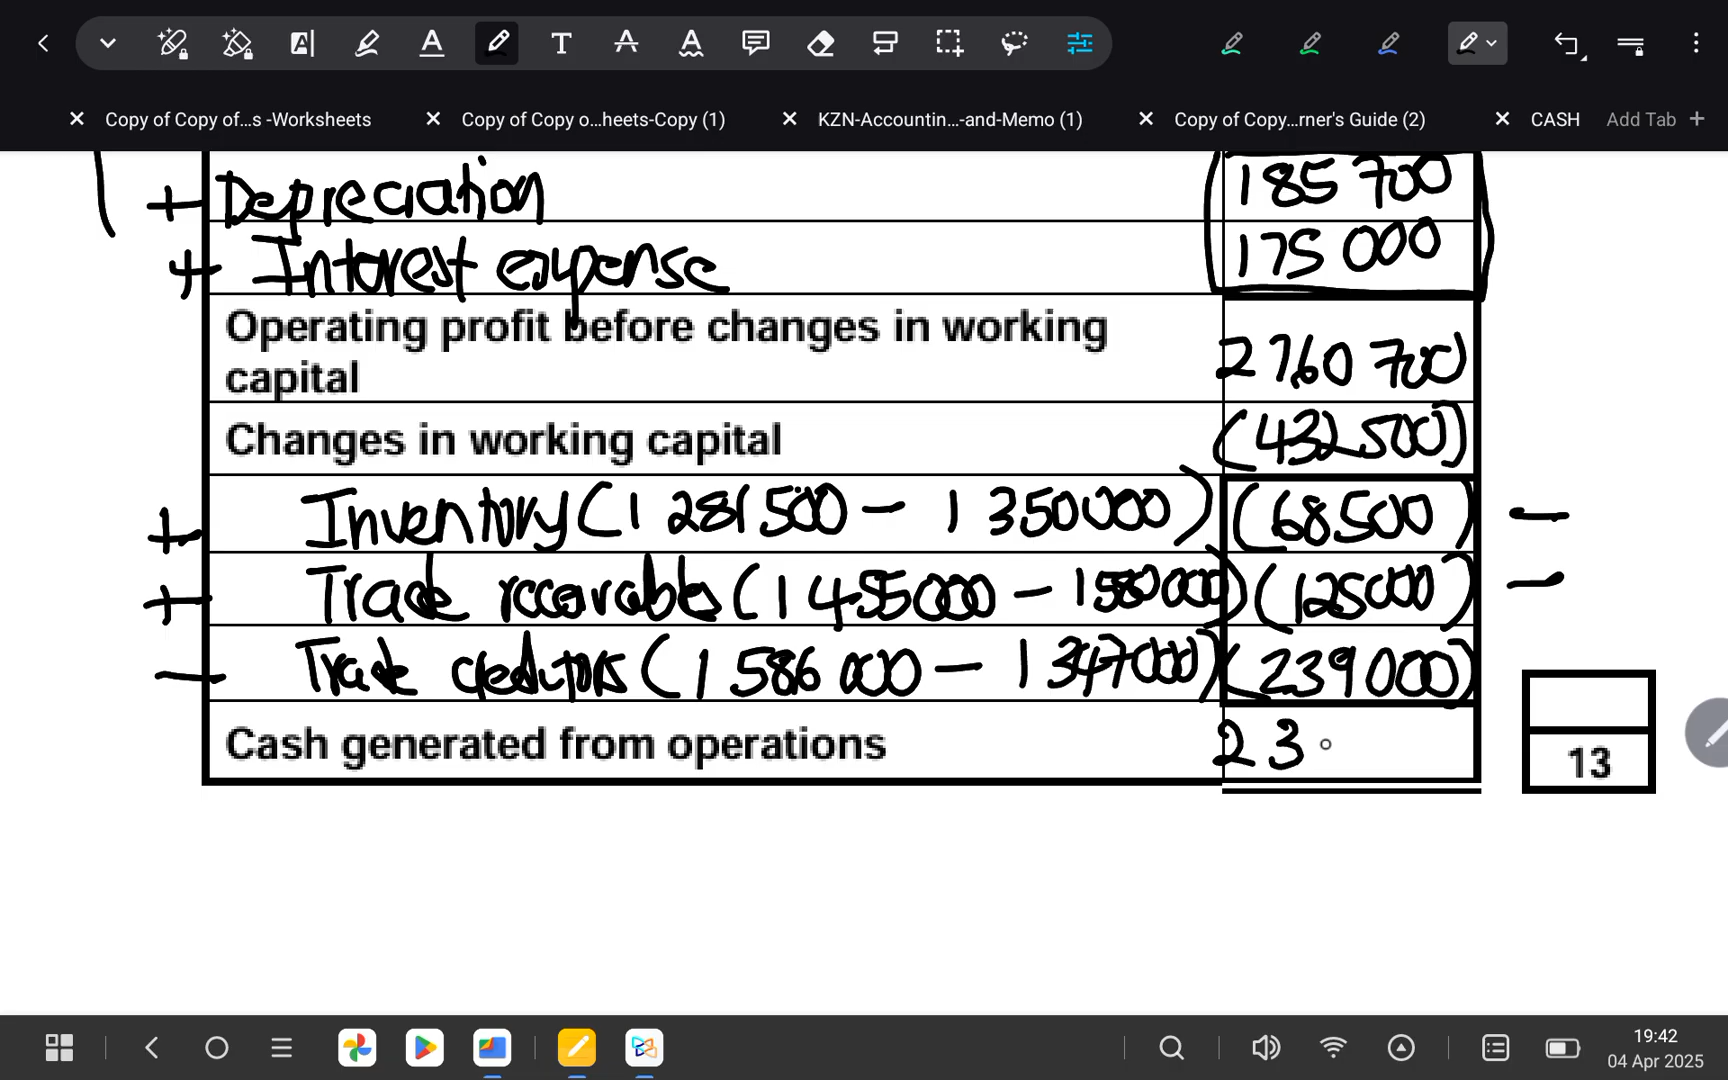 Copy of Copy of...s -Worksheets
Copy of Copy o...heets-Copy (1)
KZN-Accountin...-and-Memo (1)
Copy of Copy...rner's Guide (2)
CASH
Add Tab
+ Depreciation 185 700
+ Interest expense 175 000
Operating profit before changes in working
capital 2 760 700
Changes in working capital (432 500)
+ Inventory (1 281 500 - 1 350 000) (68 500) -
+ Trade (1 455 000 - 1 580 000) (125 000) -
- Trade creditors (1 586 000 - 1 347 000) (239 000)
Cash generated from operations 2 3
13
19:42
04 Apr 2025